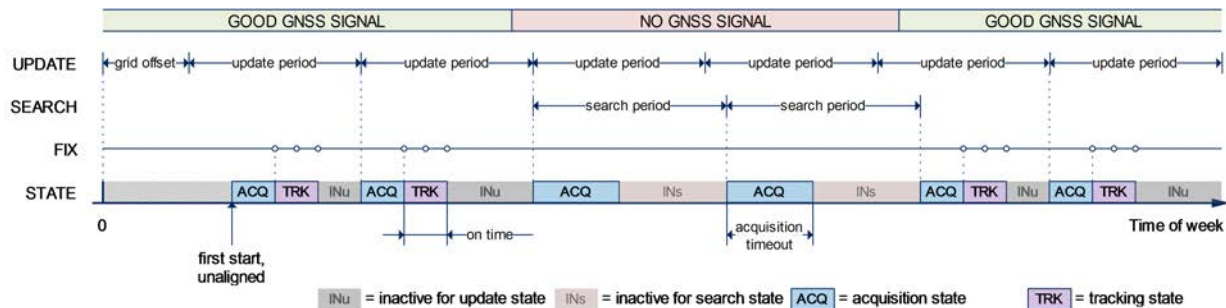 GOOD GNSS SIGNAL NO GNSS SIGNAL GOOD GNSS SIGNAL
UPDATE grid offset update period update period update period update period update period update period
SEARCH search period search period
FIX
STATE ACQ TRK INu ACQ TRK INu ACQ INs ACQ INs ACQ TRK INu ACQ TRK INu
0 Time of week
on time
acquisition
timeout
first start,
unaligned
INu = inactive for update state INs = inactive for search state ACQ = acquisition state TRK = tracking state